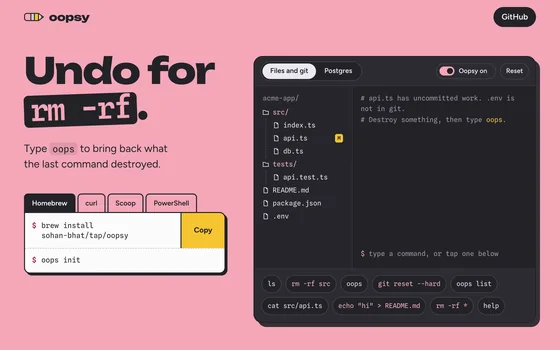 oopsy
GitHub
Undo for
rm -rf.
Type oops to bring back what
the last command destroyed.
Homebrew
curl
Scoop
PowerShell
$ brew install
sohan-bhat/tap/oopsy
Copy
$ oops init
Files and git
Postgres
Oopsy on
Reset
acme-app/
src/
index.ts
api.ts
M
db.ts
tests/
api.test.ts
README.md
package.json
.env
# api.ts has uncommitted work. .env is
not in git.
# Destroy something, then type oops.
$ type a command, or tap one below
ls
rm -rf src
oops
git reset --hard
oops list
cat src/api.ts
echo "hi" > README.md
rm -rf *
help